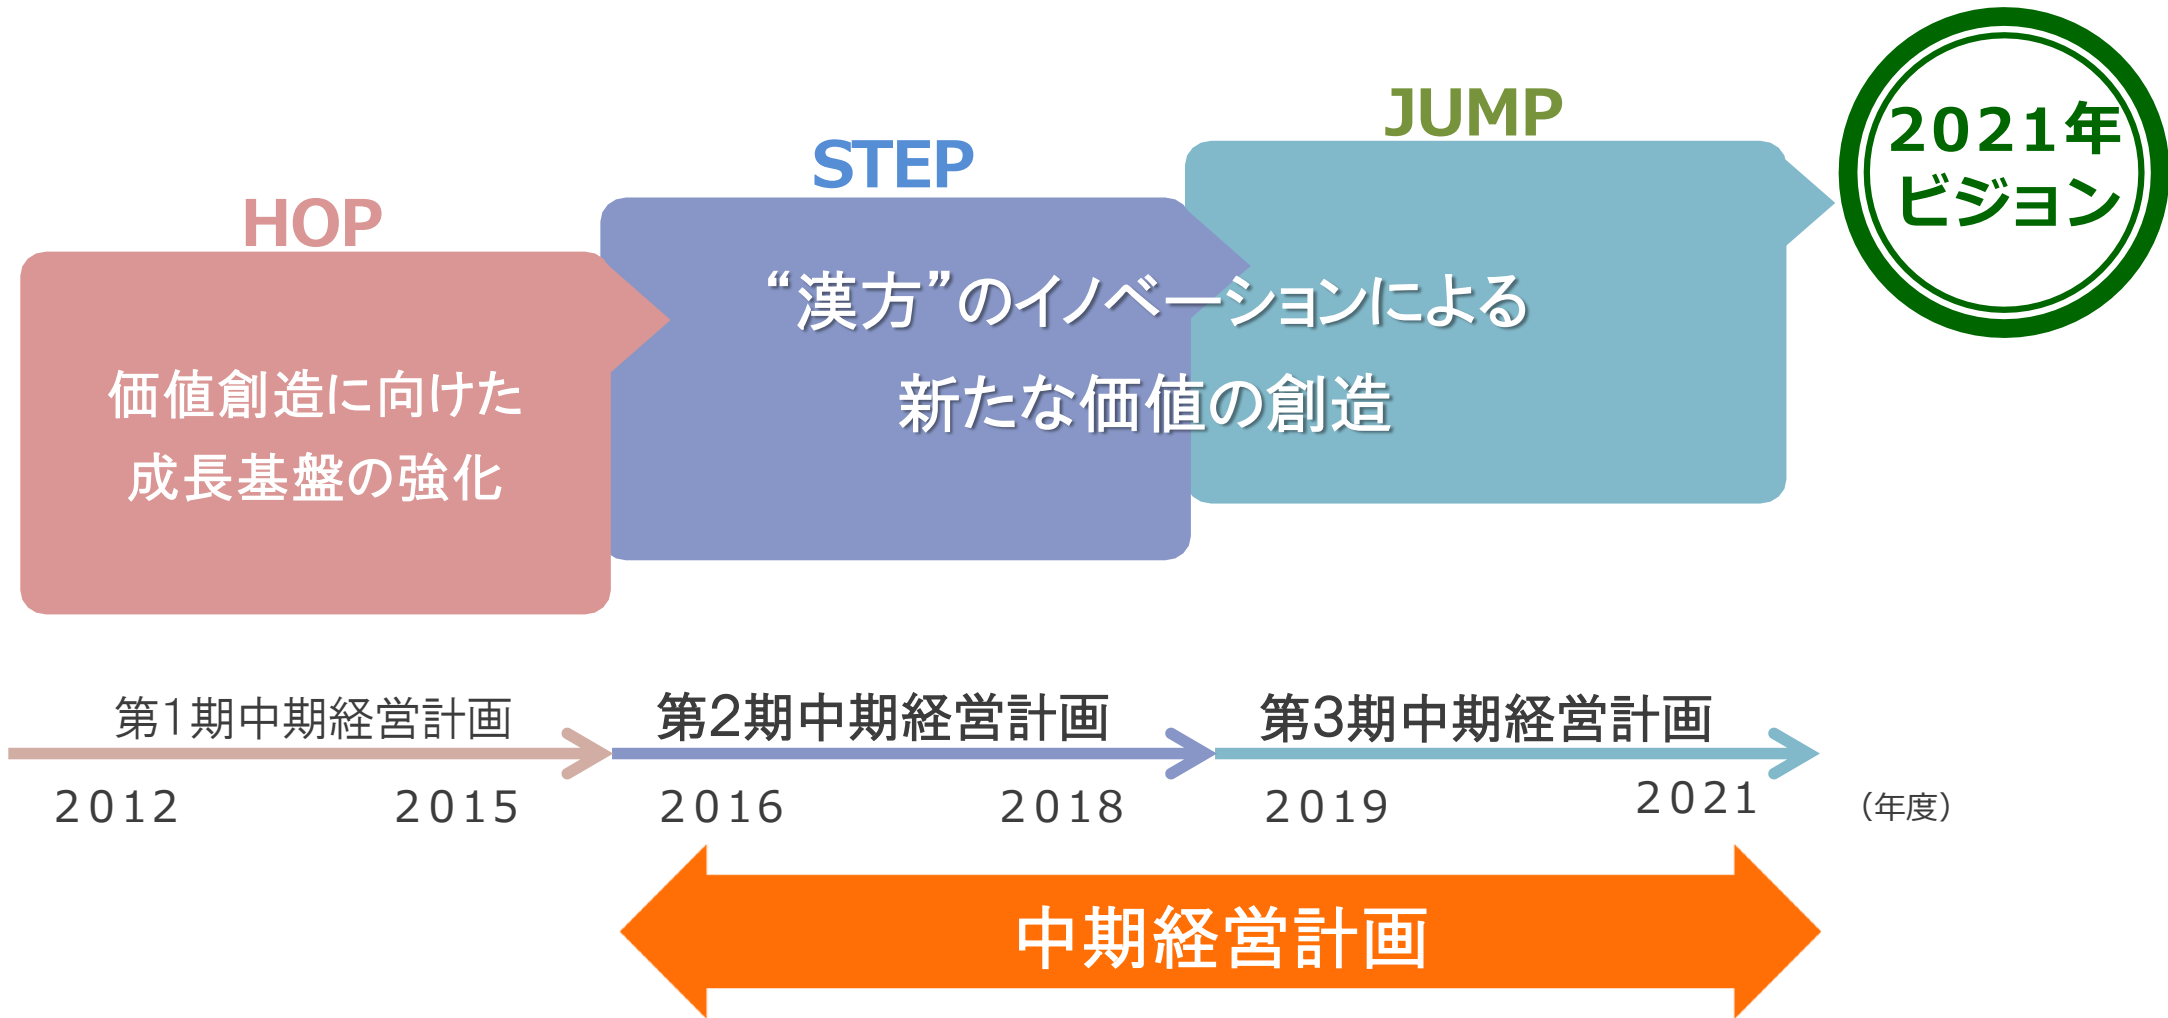 HOP
STEP
JUMP
2021年
ビジョン
価値創造に向けた
成長基盤の強化
“漢方”のイノベーションによる
新たな価値の創造
第1期中期経営計画
第2期中期経営計画
第3期中期経営計画
2012
2015
2016
2018
2019
2021
（年度）
中期経営計画